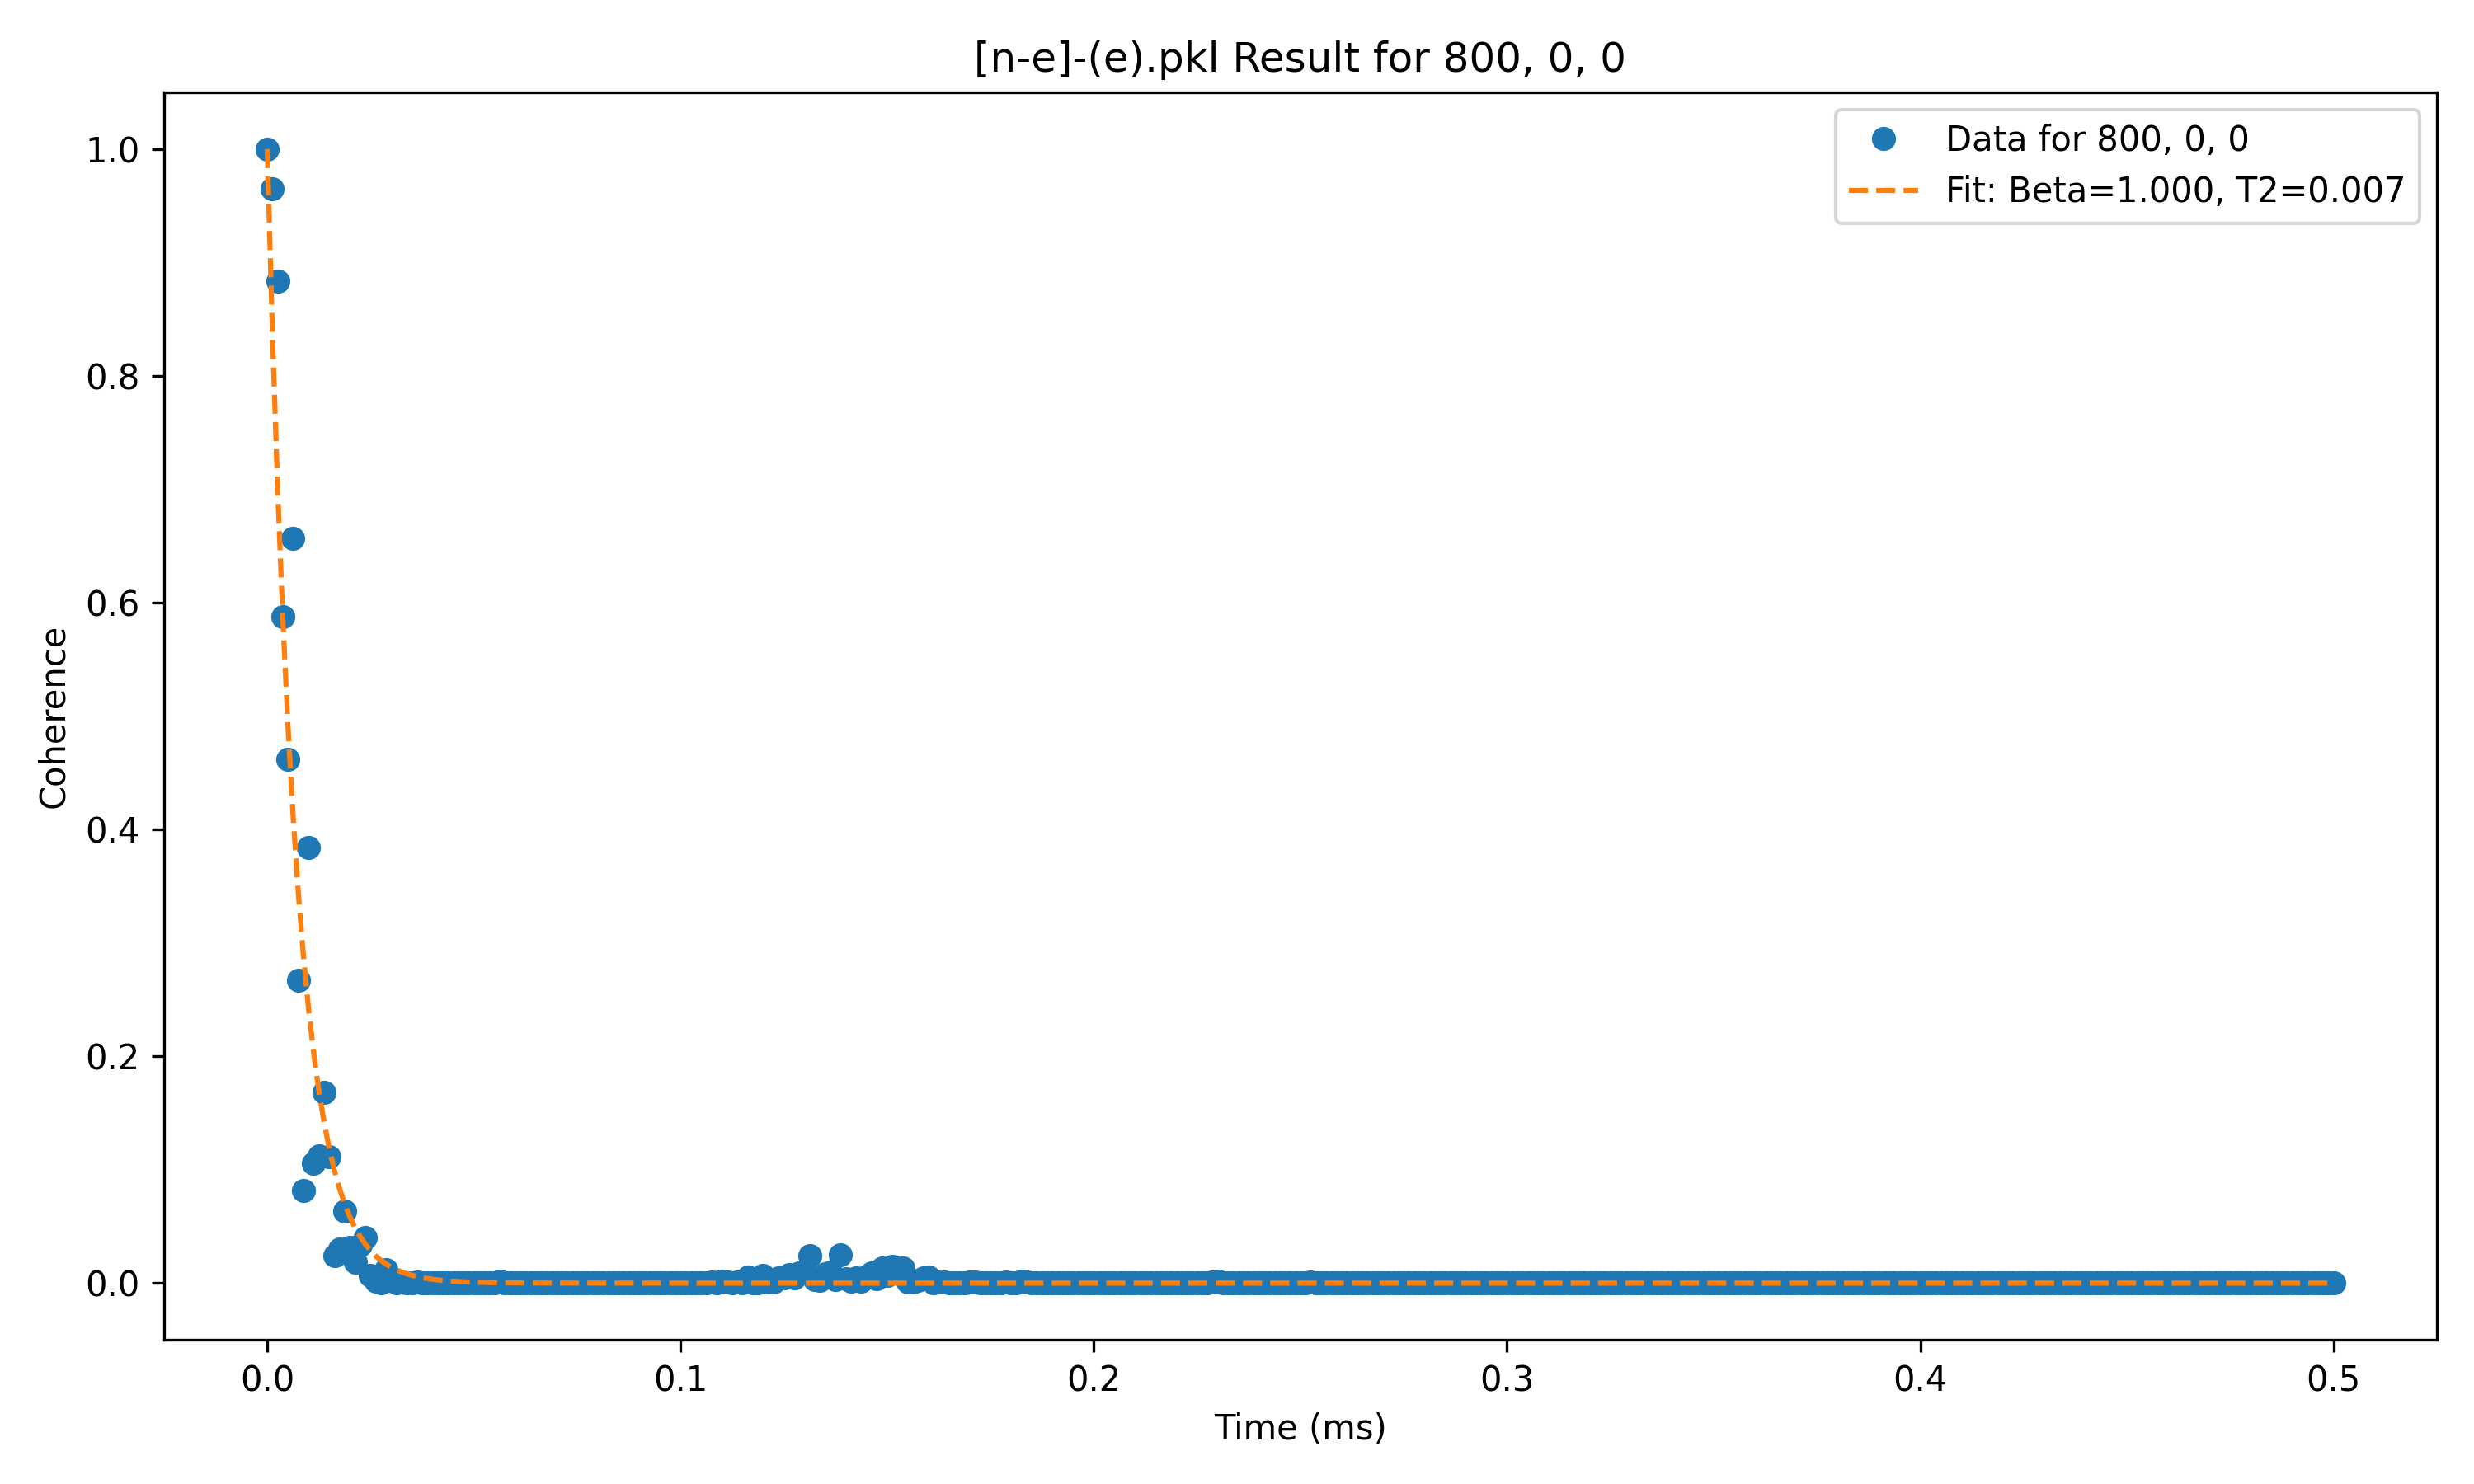 [n-e]-(e).pkl Result for 800, 0, 0
Data for 800, 0, 0
Fit: Beta=1.000, T2=0.007
Coherence
1.0
0.8
0.6
0.4
0.2
0.0
0.0 0.1 0.2 0.3 0.4 0.5
Time (ms)